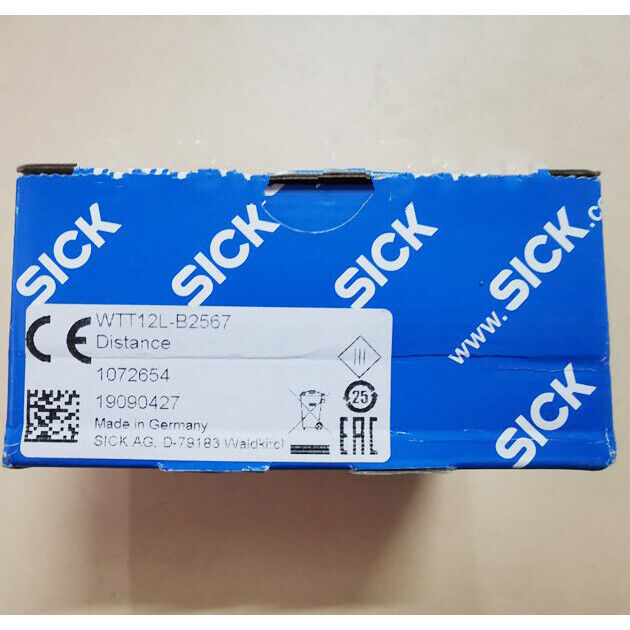 SICK
SICK
SICK
SICK
www.SICK.c
WTT12L-B2567
Distance
1072654
19090427
Made in Germany
SICK AG, D-79183 Waldkirch
CE
III
25
EAC
SICK